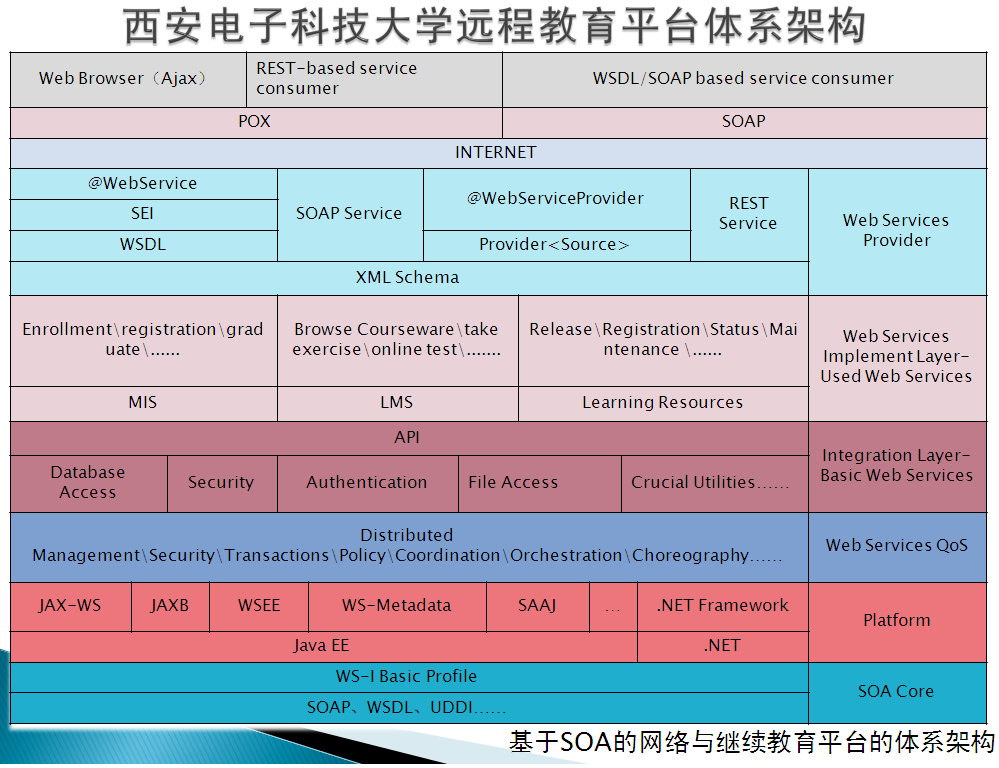 西安电子科技大学远程教育平台体系架构
Web Browser（Ajax）
REST-based service
consumer
WSDL/SOAP based service consumer
POX
SOAP
INTERNET
@WebService
SEI
WSDL
SOAP Service
@WebServiceProvider
Provider<Source>
REST
Service
Web Services
Provider
XML Schema
Enrollment\registration\grad
uate\......
Browse Courseware\take
exercise\online test\.......
Release\Registration\Status\Mai
ntenance \......
Web Services
Implement Layer-
Used Web Services
MIS
LMS
Learning Resources
API
Integration Layer-
Basic Web Services
Database
Access
Security
Authentication
File Access
Crucial Utilities……
Distributed
Management\Security\Transactions\Policy\Coordination\Orchestration\Choreography……
Web Services QoS
JAX-WS
JAXB
WSEE
WS-Metadata
SAAJ
…
.NET Framework
Platform
Java EE
.NET
WS-I Basic Profile
SOA Core
SOAP、WSDL、UDDI……
基于SOA的网络与继续教育平台的体系架构